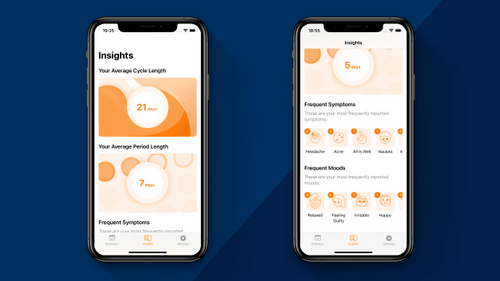 10:35
Insights
Your Average Cycle Length
21 days
Your Average Period Length
7 days
Frequent Symptoms
These are your most frequently reported
Overview
Insights
Settings
10:35
Insights
5 days
Frequent Symptoms
These are your most frequently reported
symptoms:
Headache
Acne
All is Well
Nausea
Frequent Moods
These are your most frequently reported
moods:
Relaxed
Feeling
Guilty
Irritable
Happy
Overview
Insights
Settings